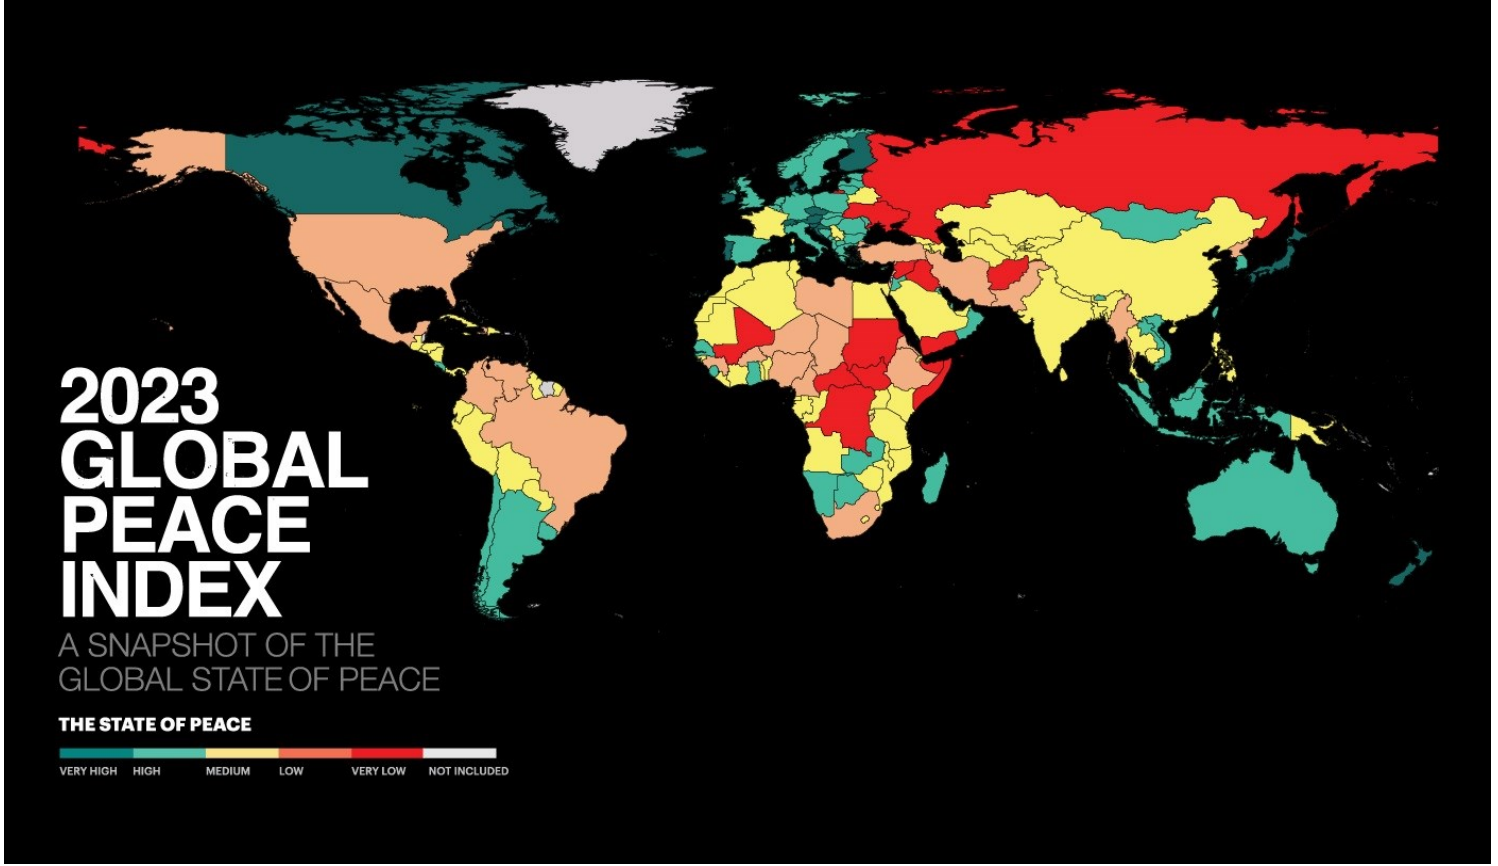 2023
GLOBAL
PEACE
INDEX
A SNAPSHOT OF THE
GLOBAL STATE OF PEACE
THE STATE OF PEACE
VERY HIGH HIGH MEDIUM LOW VERY LOW NOT INCLUDED